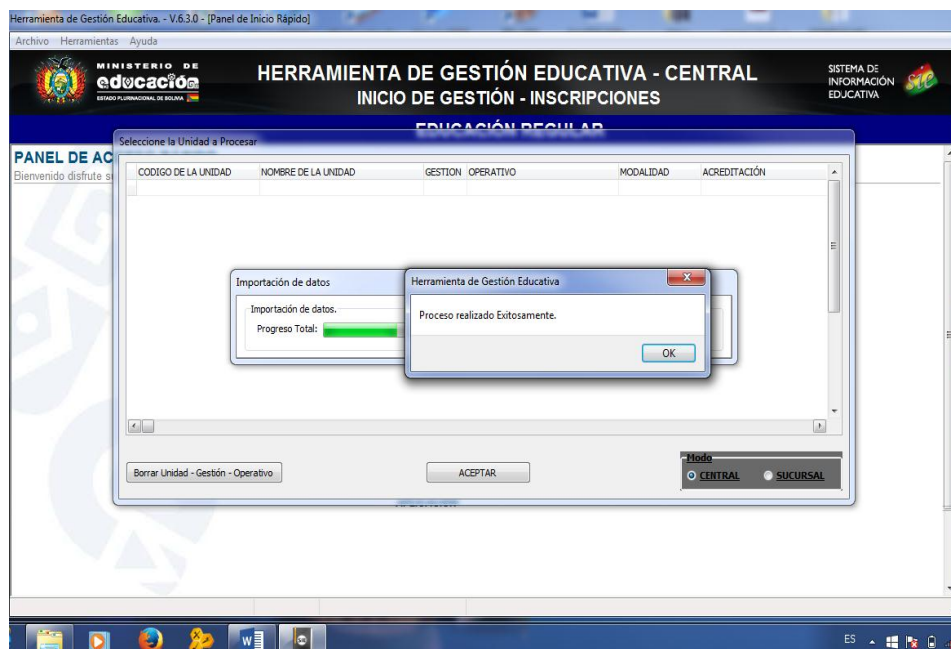 Herramienta de Gestión Educativa. - V.6.3.0 - [Panel de Inicio Rápido]
Archivo Herramientas Ayuda
MINISTERIO DE
educación
ESTADO PLURINACIONAL DE BOLIVIA
HERRAMIENTA DE GESTIÓN EDUCATIVA - CENTRAL
INICIO DE GESTIÓN - INSCRIPCIONES
SISTEMA DE
INFORMACIÓN
EDUCATIVA
sie
EDUCACIÓN REGULAR
PANEL DE AC
Bienvenido disfrute s
Seleccione la Unidad a Procesar
CODIGO DE LA UNIDAD NOMBRE DE LA UNIDAD GESTION OPERATIVO MODALIDAD ACREDITACIÓN
Importación de datos
Importación de datos.
Progreso Total:
Herramienta de Gestión Educativa
Proceso realizado Exitosamente.
OK
Borrar Unidad - Gestión - Operativo
ACEPTAR
Modo
CENTRAL SUCURSAL
ES